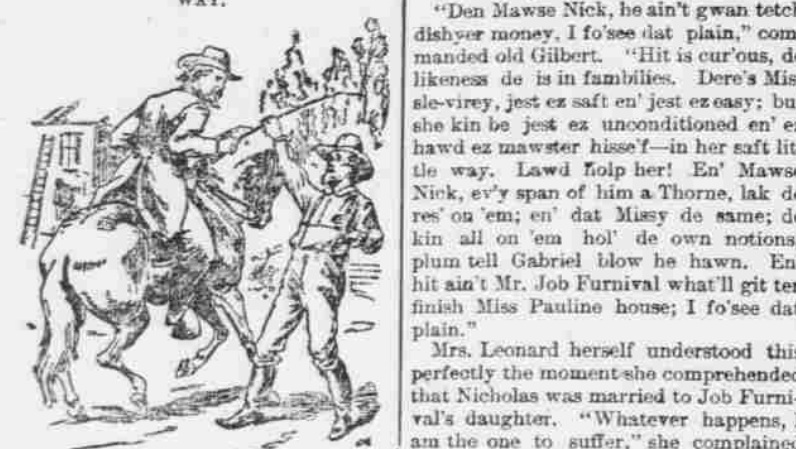 WAY.
"Den Mawse Nick, he ain't gwan tetch
dishyer money, I fo'see dat plain," com-
manded old Gilbert. "Hit is cur'ous, de
likeness de is in fambilies. Dere's Mis
sle-virey, jest ez saft en' jest ez easy; bu
she kin be jest ez unconditioned en' ez
hawd ez mawster hisse'f—in her saft lit
tle way. Lawd holp her! En' Mawse
Nick, ev'y span of him a Thorne, lak de
res' on 'em; en' dat Missy de same; de
kin all on 'em hol' de own notions
plum tell Gabriel blow he hawn. En
hit ain't Mr. Job Furnival what'll git ter
finish Miss Pauline house; I fo'see dat
plain."
Mrs. Leonard herself understood this
perfectly the moment she comprehended
that Nicholas was married to Job Furni-
val's daughter. "Whatever happens,
am the one to suffer," she complained